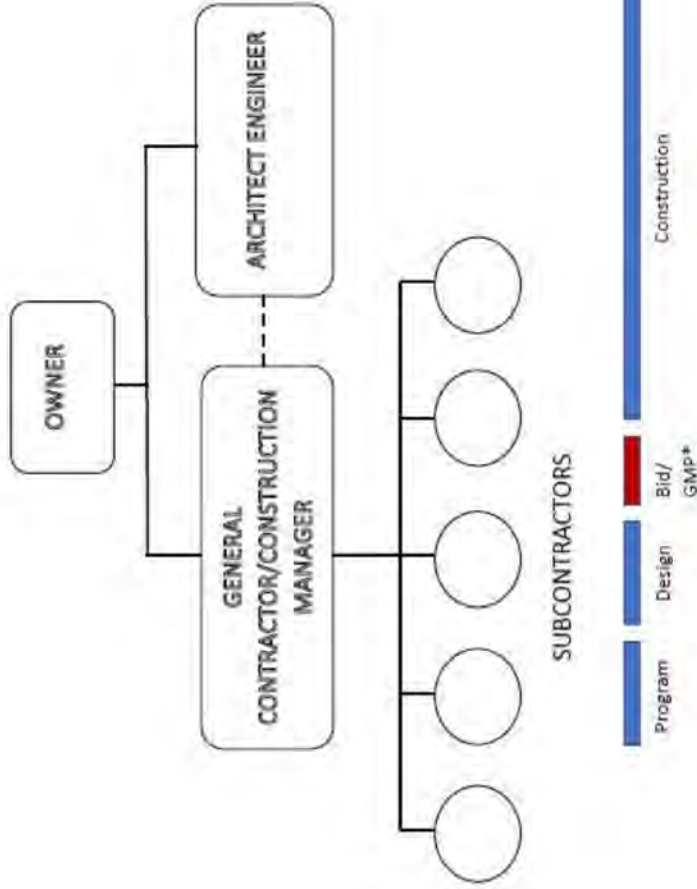 OWNER
GENERAL
CONTRACTOR/CONSTRUCTION
MANAGER
ARCHITECT ENGINEER
SUBCONTRACTORS
Program
Design
Bid/
GMP*
Construction